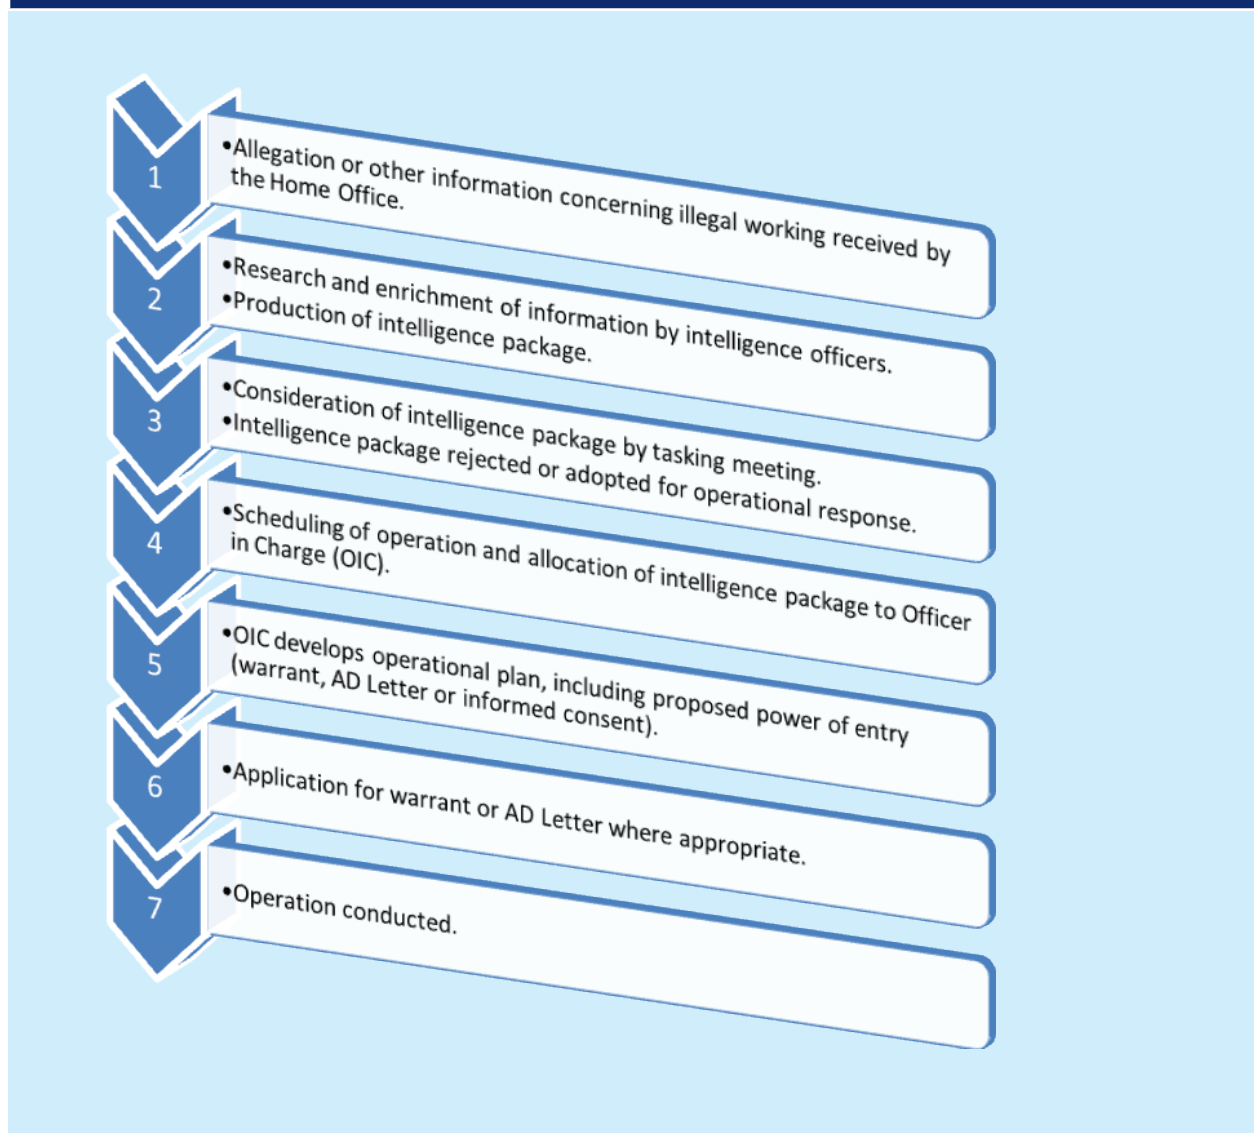 1
•Allegation or other information concerning illegal working received by
the Home Office.
2
•Research and enrichment of information by intelligence officers.
•Production of intelligence package.
3
•Consideration of intelligence package by tasking meeting.
•Intelligence package rejected or adopted for operational response.
4
•Scheduling of operation and allocation of intelligence package to Officer
in Charge (OIC).
5
•OIC develops operational plan, including proposed power of entry
(warrant, AD Letter or informed consent).
6
•Application for warrant or AD Letter where appropriate.
7
•Operation conducted.